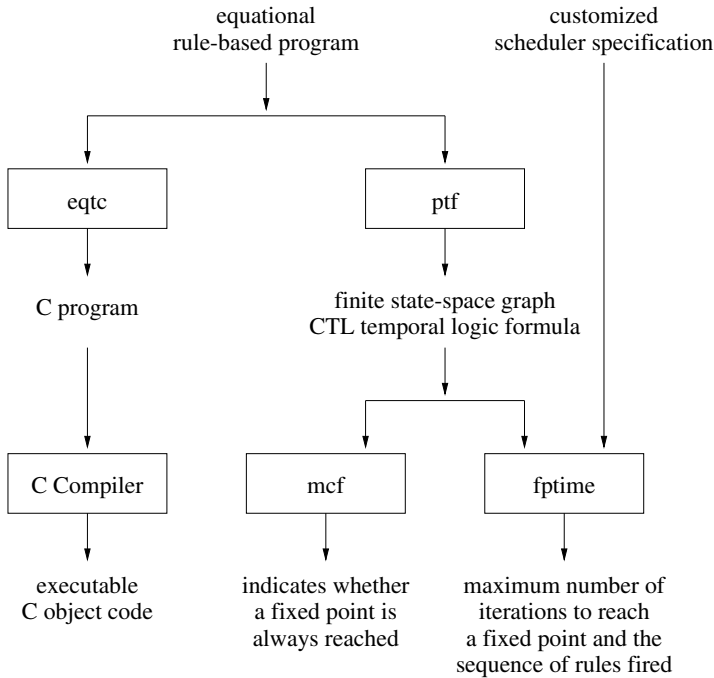 equational
rule-based program
customized
scheduler specification
eqtc
ptf
C program
finite state-space graph
CTL temporal logic formula
C Compiler
mcf
fptime
executable
C object code
indicates whether
a fixed point is
always reached
maximum number of
iterations to reach
a fixed point and the
sequence of rules fired